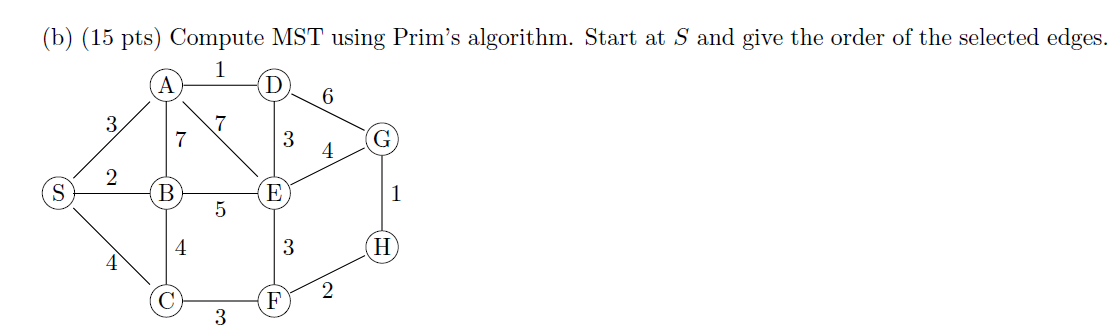 (b) (15 pts) Compute MST using Prim's algorithm. Start at S and give the order of the selected edges.
1
A D
6
3 7
7 3 4 G
2
S B E 1
5
4 3 H
4
2
C F
3